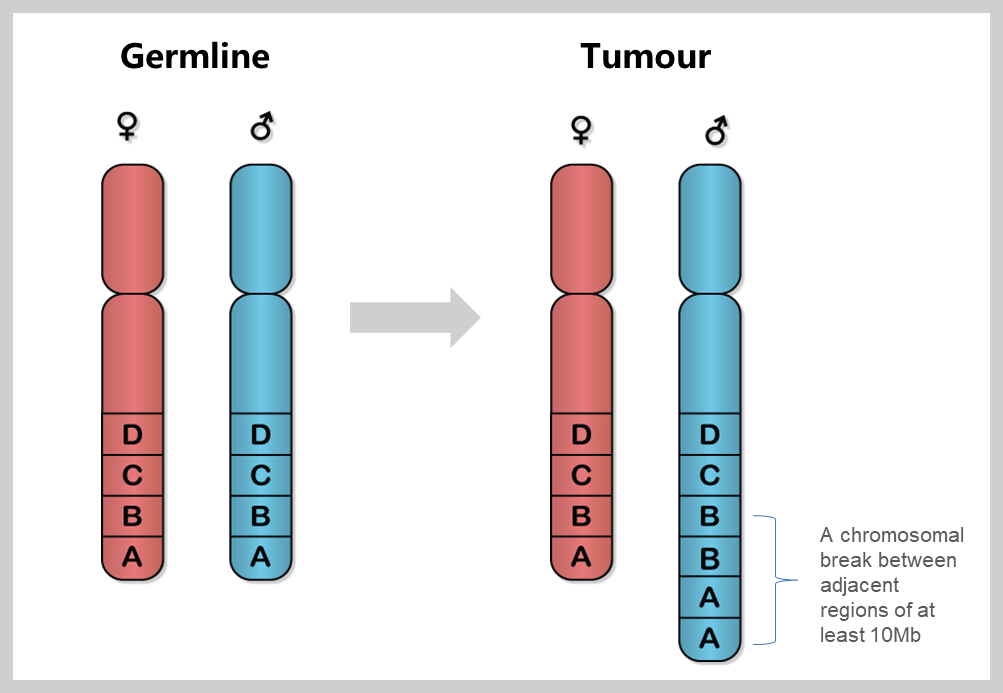 Germline
Tumour
♀ ♂
♀ ♂
D D
C C
B B
A A
D D
C C
B B
A B
A
A
A chromosomal
break between
adjacent
regions of at
least 10Mb